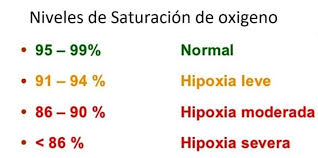 Niveles de Saturación de oxigeno
• 95 – 99% Normal
• 91 – 94 % Hipoxia leve
• 86 – 90 % Hipoxia moderada
• < 86 % Hipoxia severa